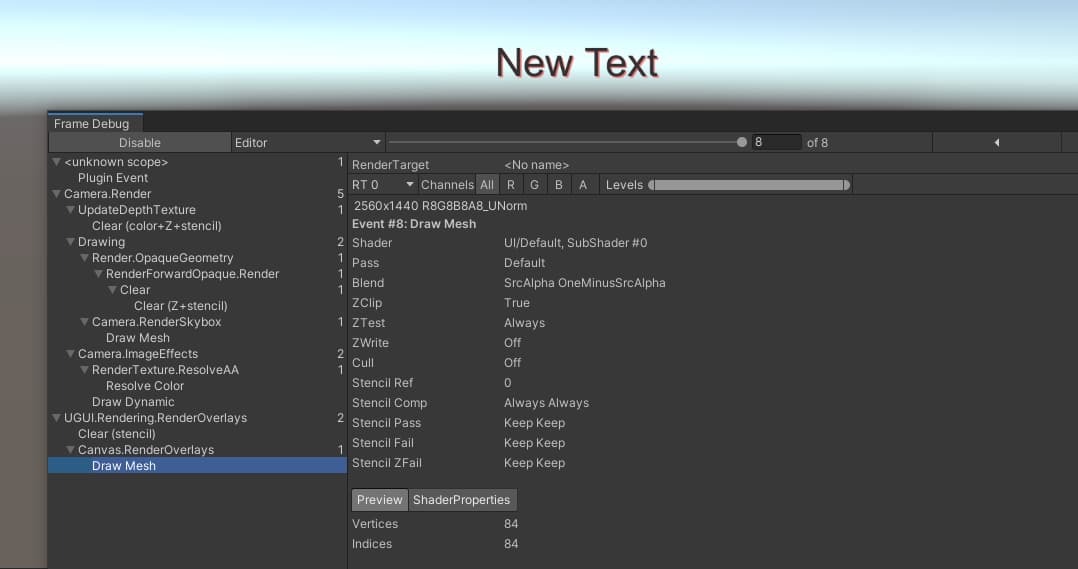 New Text
Frame Debug
Disable Editor 8 of 8
<unknown scope> 1
Plugin Event
Camera.Render 5
UpdateDepthTexture 1
Clear (color+Z+stencil)
Drawing 2
Render.OpaqueGeometry 1
RenderForwardOpaque.Render 1
Clear 1
Clear (Z+stencil)
Camera.RenderSkybox 1
Draw Mesh
Camera.ImageEffects 2
RenderTexture.ResolveAA 1
Resolve Color
Draw Dynamic
UGUI.Rendering.RenderOverlays 2
Clear (stencil)
Canvas.RenderOverlays 1
Draw Mesh
RenderTarget <No name>
RT 0 Channels All R G B A Levels
2560x1440 R8G8B8A8_UNorm
Event #8: Draw Mesh
Shader UI/Default, SubShader #0
Pass Default
Blend SrcAlpha OneMinusSrcAlpha
ZClip True
ZTest Always
ZWrite Off
Cull Off
Stencil Ref 0
Stencil Comp Always Always
Stencil Pass Keep Keep
Stencil Fail Keep Keep
Stencil ZFail Keep Keep
Preview ShaderProperties
Vertices 84
Indices 84